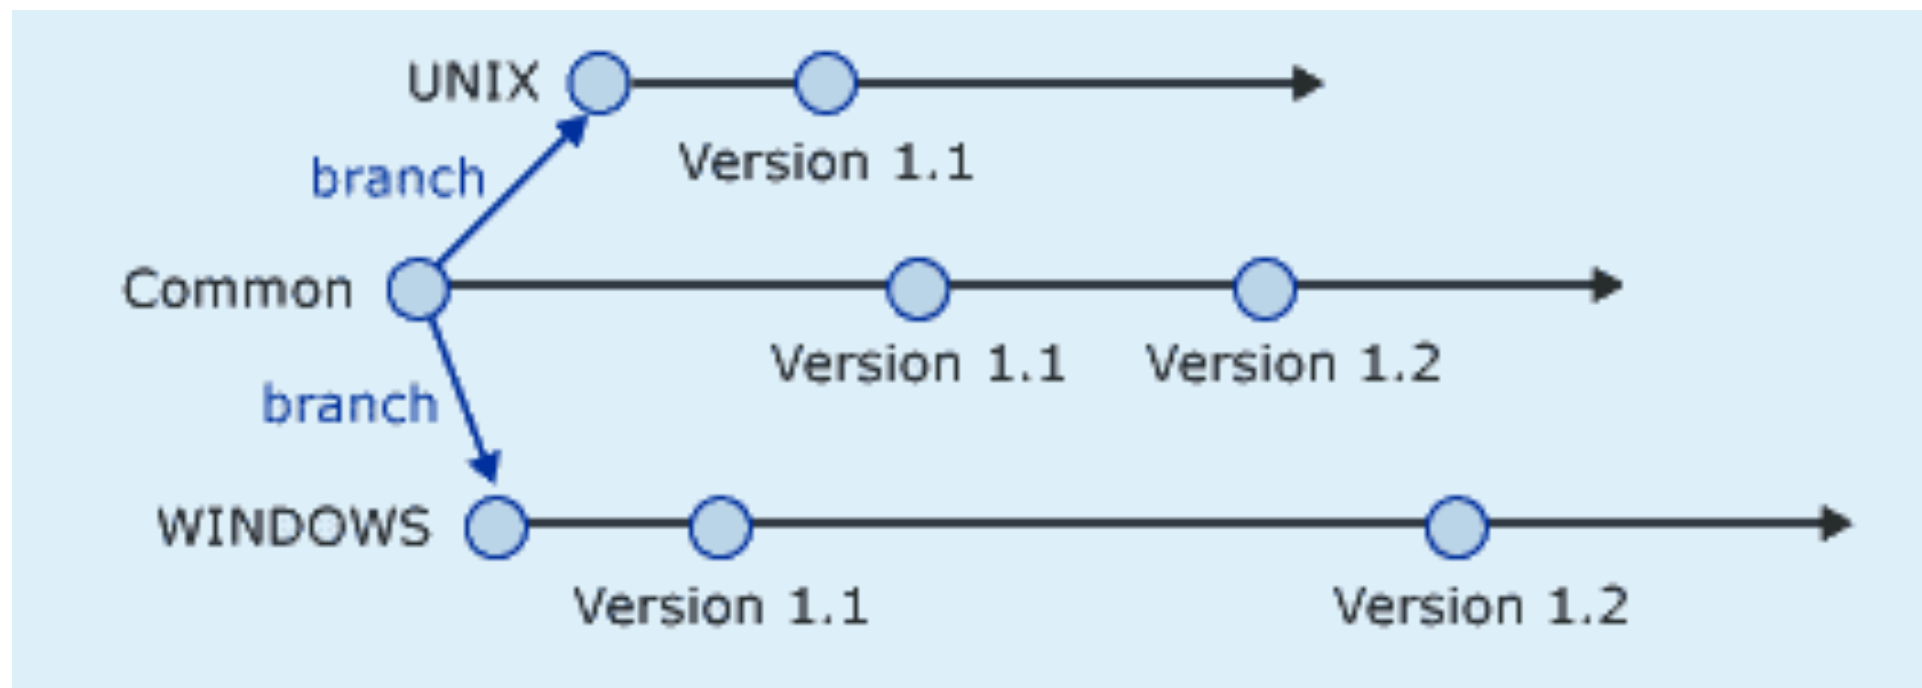 UNIX
Version 1.1
branch
Common
Version 1.1
Version 1.2
branch
WINDOWS
Version 1.1
Version 1.2